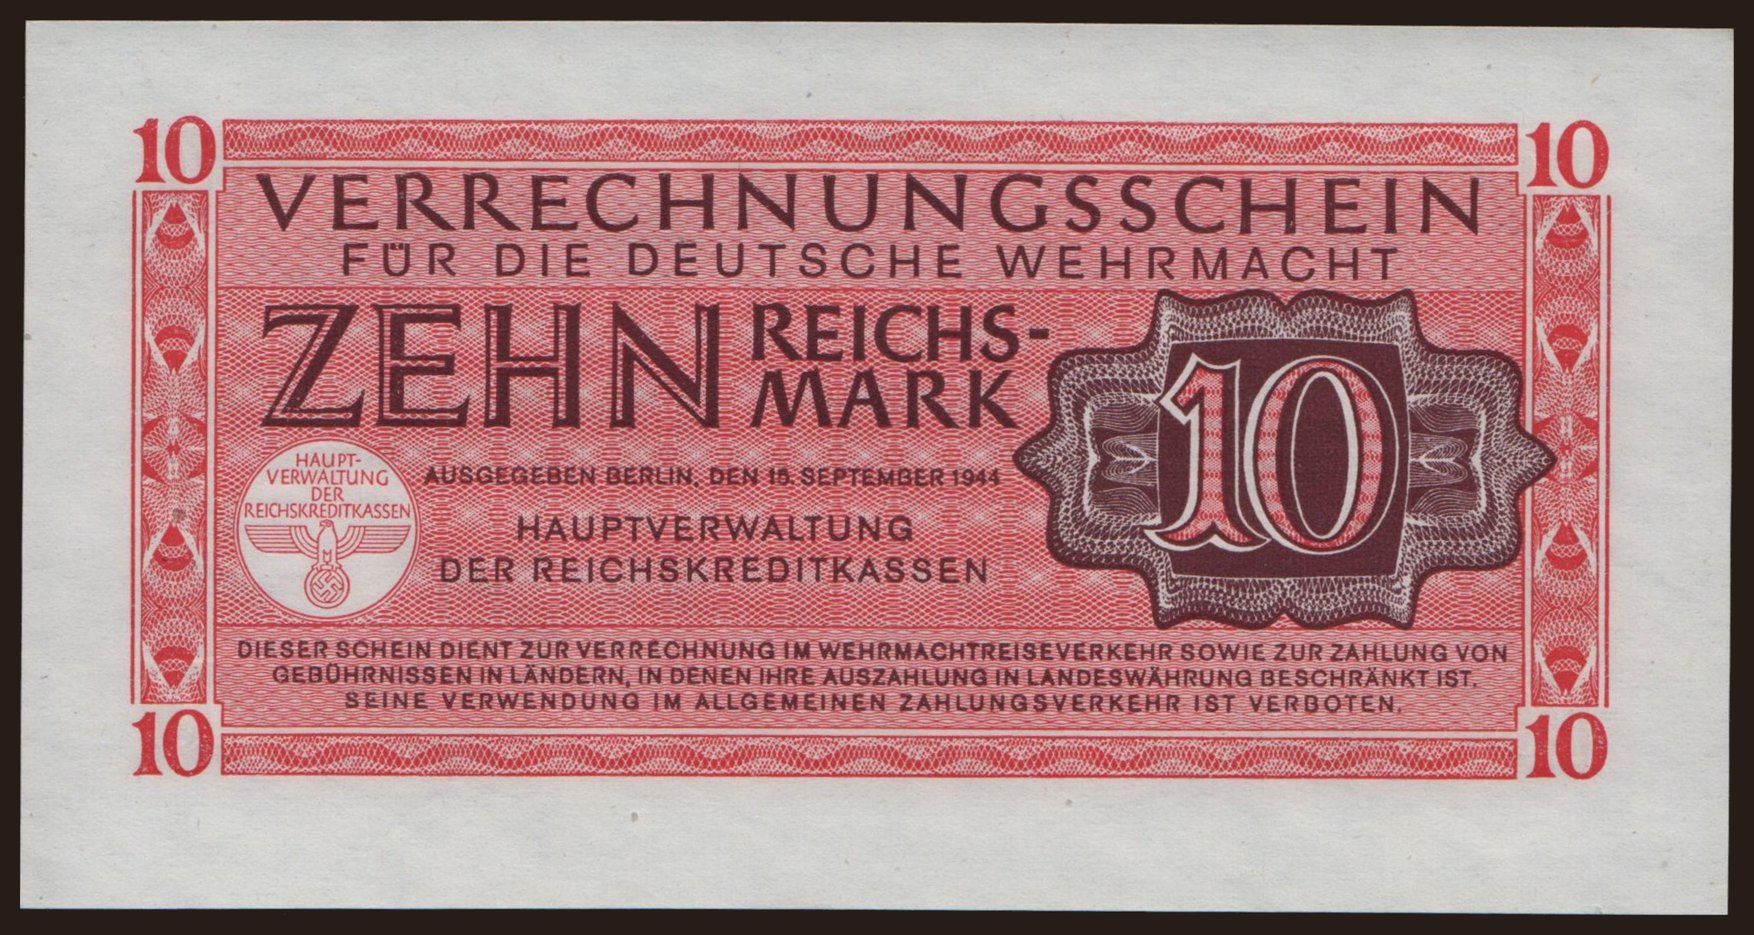 10
10
VERRECHNUNGSSCHEIN
FÜR DIE DEUTSCHE WEHRMACHT
ZEHN REICHS-
MARK
10
HAUPT-
VERWALTUNG
DER
REICHSKREDITKASSEN
AUSGEGEBEN BERLIN, DEN 15. SEPTEMBER 1944
HAUPTVERWALTUNG
DER REICHSKREDITKASSEN
DIESER SCHEIN DIENT ZUR VERRECHNUNG IM WEHRMACHTREISEVERKEHR SOWIE ZUR ZAHLUNG VON
GEBÜHRNISSEN IN LÄNDERN, IN DENEN IHRE AUSZAHLUNG IN LANDESWÄHRUNG BESCHRÄNKT IST.
SEINE VERWENDUNG IM ALLGEMEINEN ZAHLUNGSVERKEHR IST VERBOTEN.
10
10